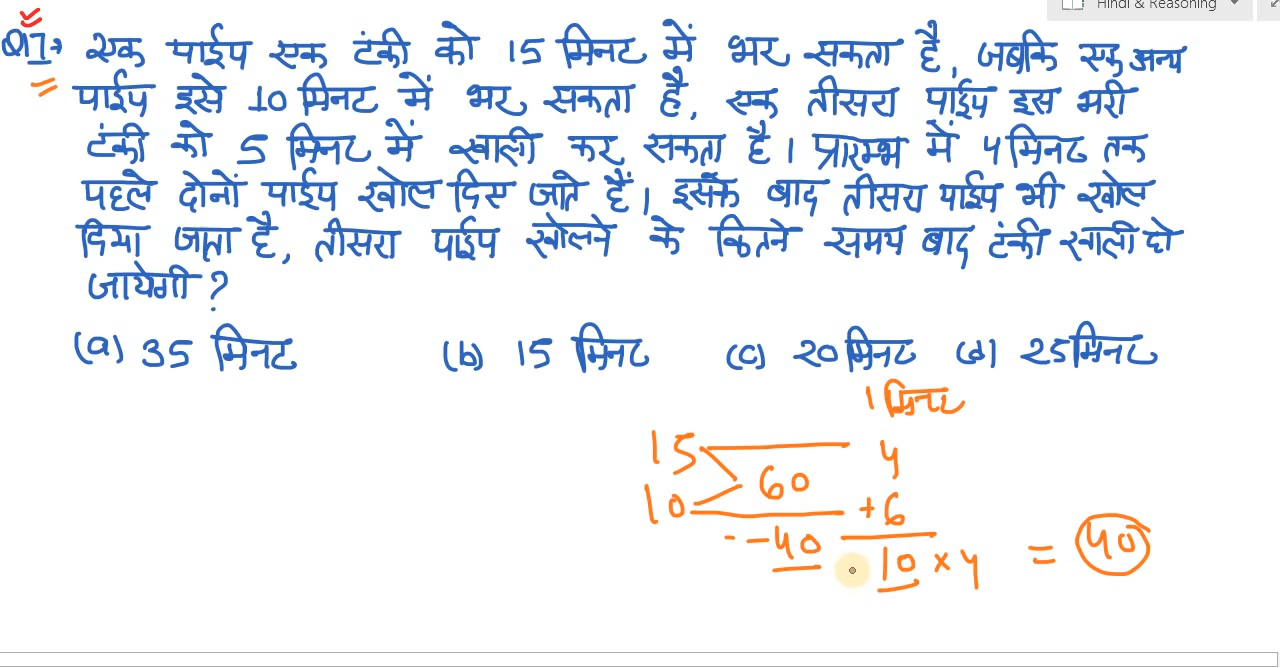 Hindi & Reasoning
Q17→ एक पाईप एक टंकी को 15 मिनट में भर सकता है, जबकि एक अन्य
पाईप इसे 10 मिनट में भर सकता है, एक तीसरा पाईप इस भरी
टंकी को 5 मिनट में खाली कर सकता है। प्रारम्भ में 4 मिनट तक
पहले दोनों पाईप खोल दिए जाते हैं। इसके बाद तीसरा पाईप भी खोल
दिया जाता है, तीसरा पाईप खोलने के कितने समय बाद टंकी खाली हो
जायेगी?
(a) 35 मिनट (b) 15 मिनट (c) 20 मिनट (d) 25 मिनट
1 मिनट
15 4
60
10 +6
--40 10 × 4 = 40